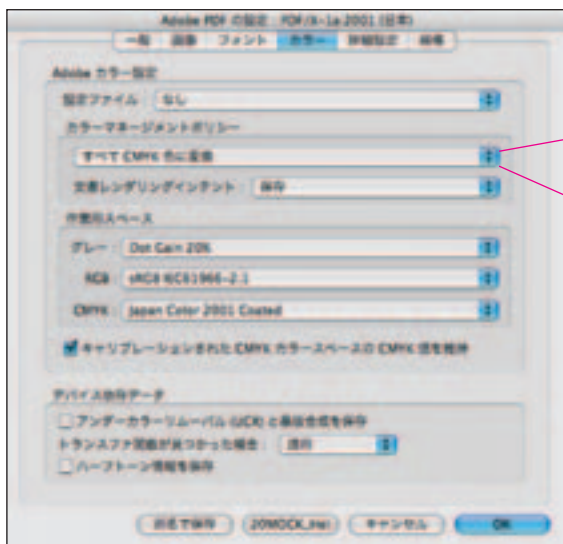 Adobe PDF の設定 : PDF/X-1a:2001 (日本)
一般 画像 フォント カラー 詳細設定 規格
Adobe カラー設定
設定ファイル : なし
カラーマネージメントポリシー
すべて CMYK 色に変換
文書レンダリングインテント : 保存
作業用スペース
グレー : Dot Gain 20%
RGB : sRGB IEC61966-2.1
CMYK : Japan Color 2001 Coated
キャリブレーションされた CMYK カラースペースの CMYK 値を維持
デバイス依存データ
アンダーカラーリムーバル (UCR) と墨版合成を保存
トランスファ関数が見つかった場合 : 適用
ハーフトーン情報を保存
別名で保存 キャンセル OK